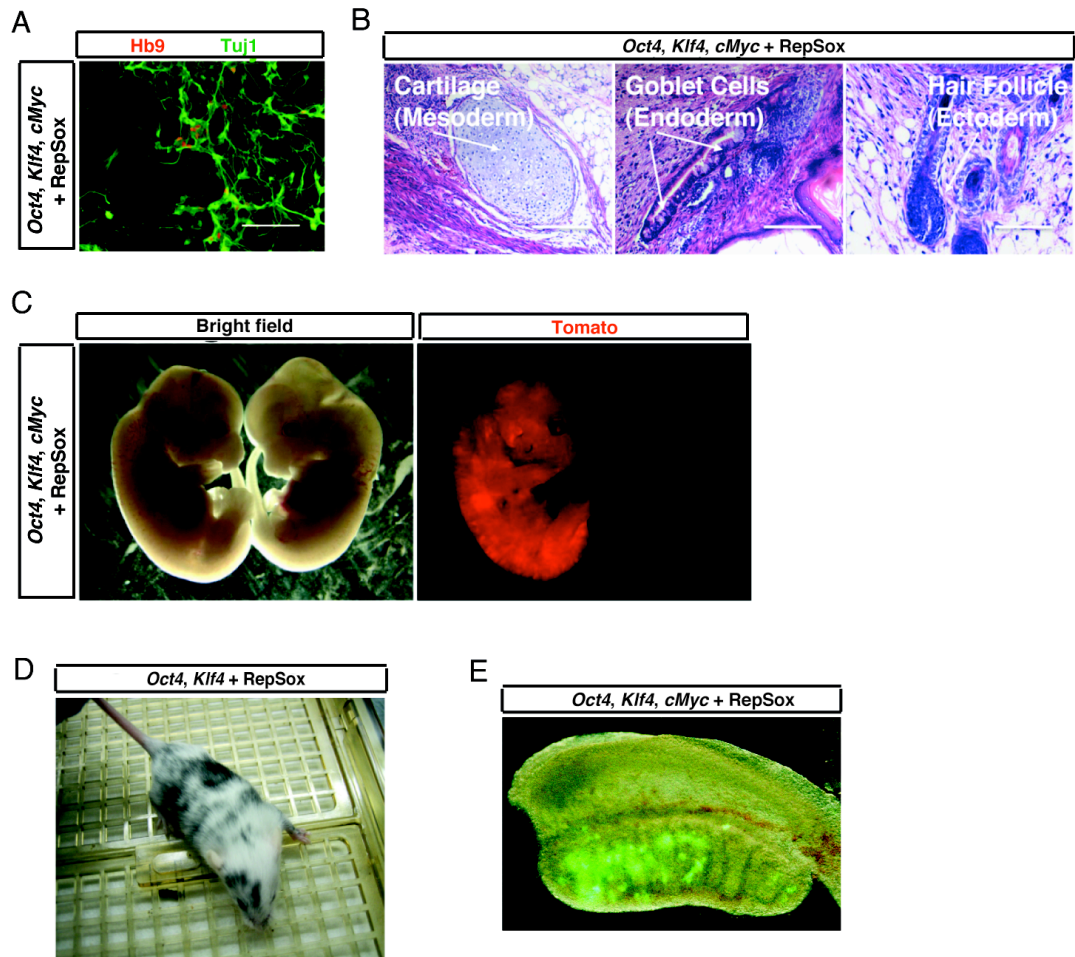 A
Hb9 Tuj1
Oct4, Klf4, cMyc
+ RepSox
B
Oct4, Klf4, cMyc + RepSox
Cartilage
(Mesoderm)
Goblet Cells
(Endoderm)
Hair Follicle
(Ectoderm)
C
Bright field
Tomato
Oct4, Klf4, cMyc
+ RepSox
D
Oct4, Klf4 + RepSox
E
Oct4, Klf4, cMyc + RepSox